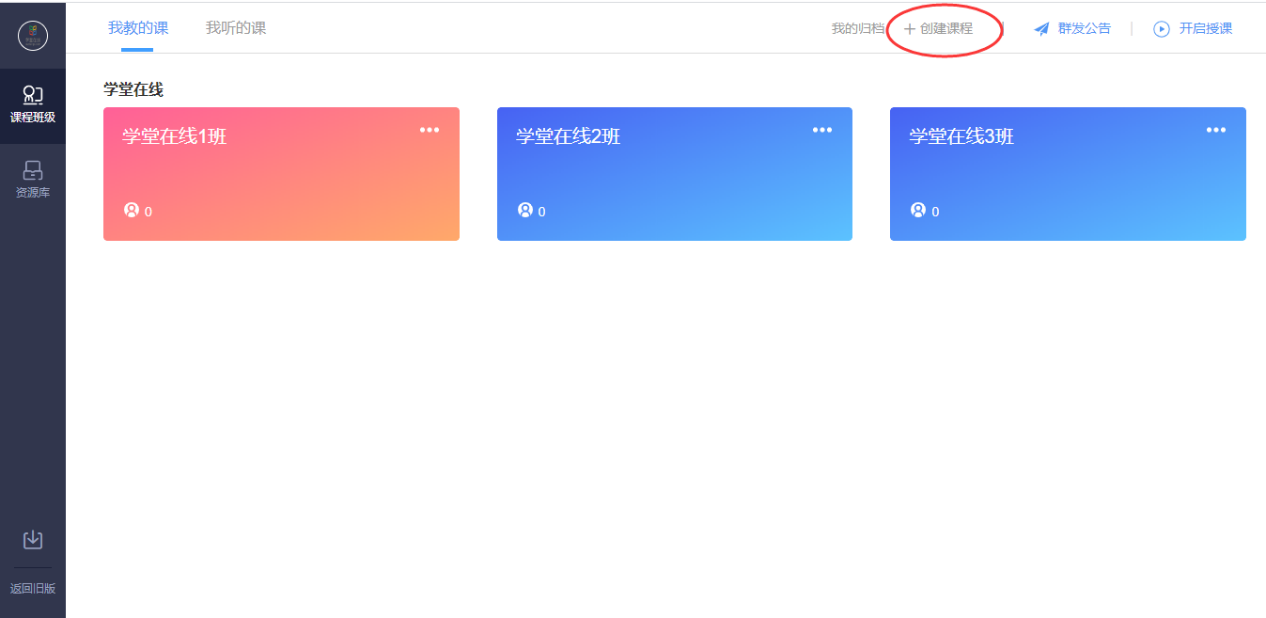 我教的课 我听的课 我的归档 + 创建课程 群发公告 开启授课
课程班级
资源库
学堂在线
学堂在线1班 ••• 学堂在线2班 ••• 学堂在线3班 •••
0 0 0
返回旧版